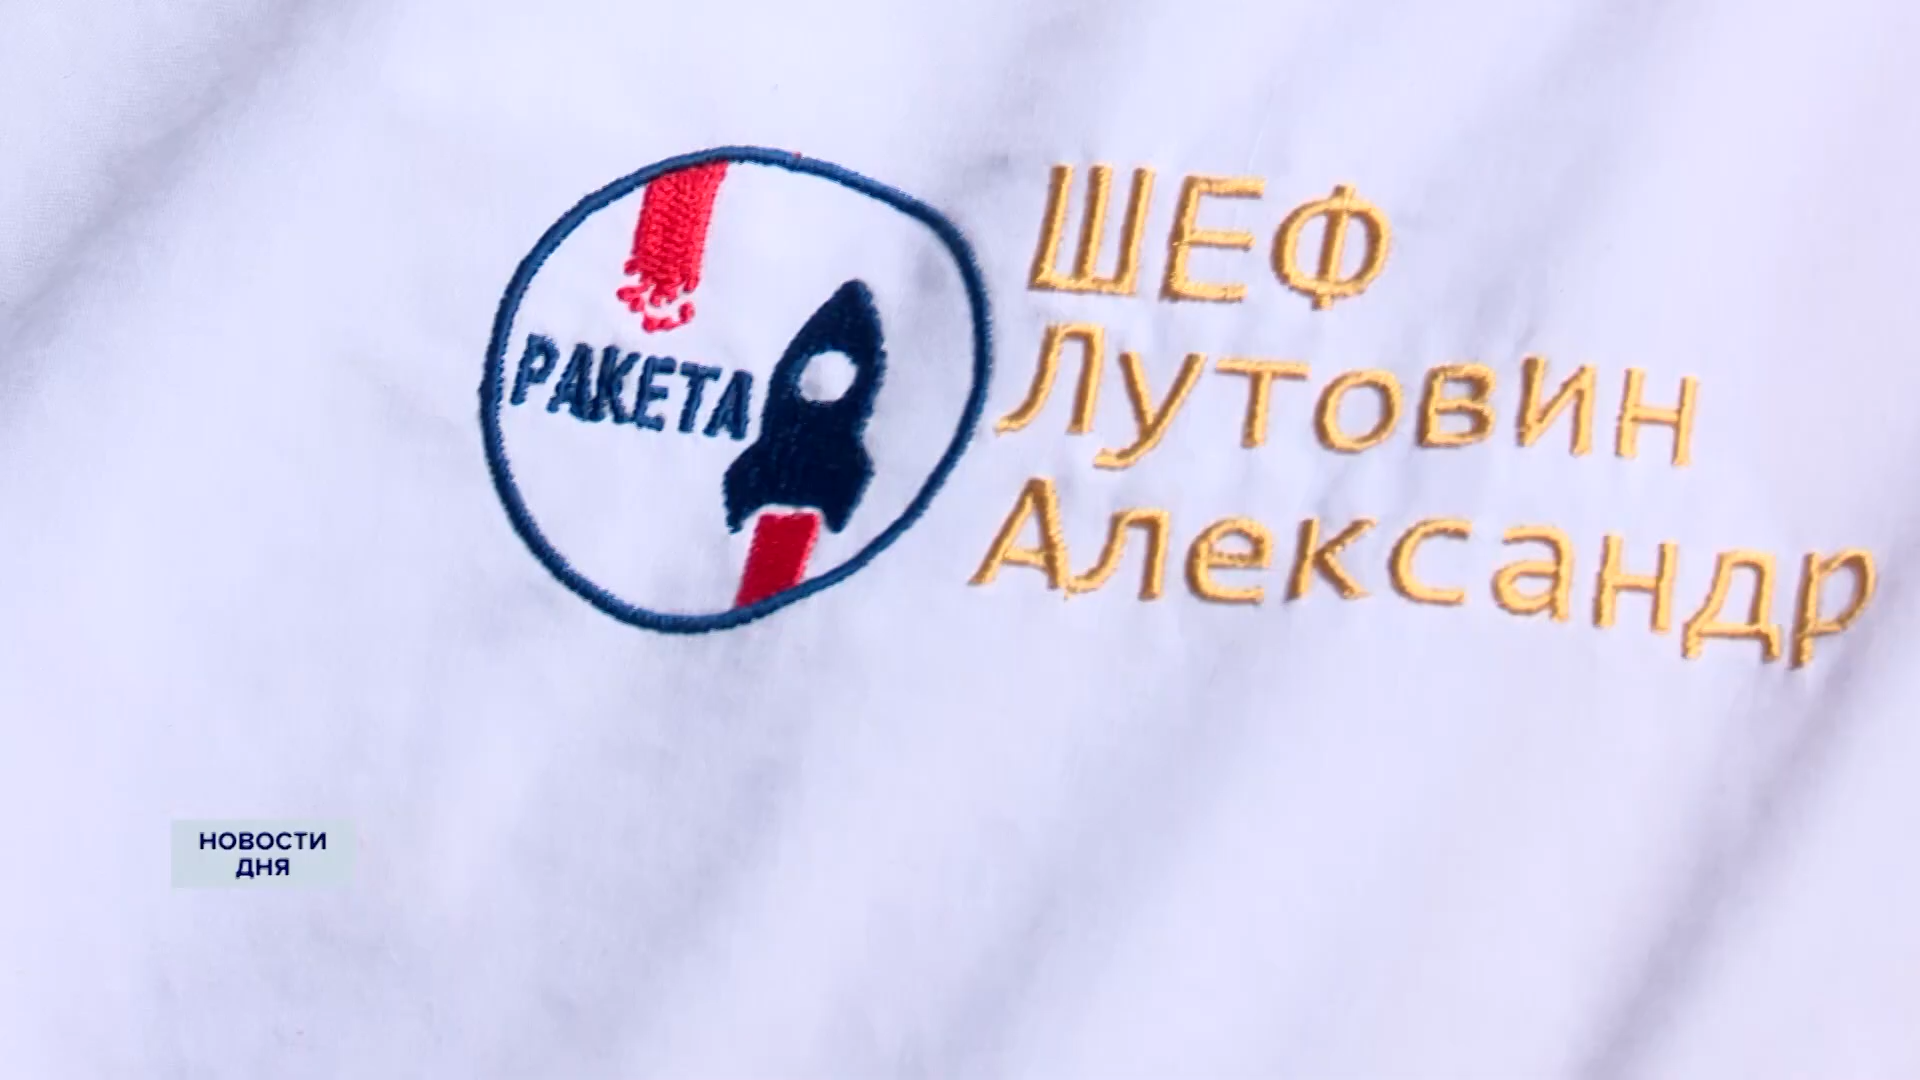 РАКЕТА
ШЕФ
Лутовин
Александр
НОВОСТИ
ДНЯ